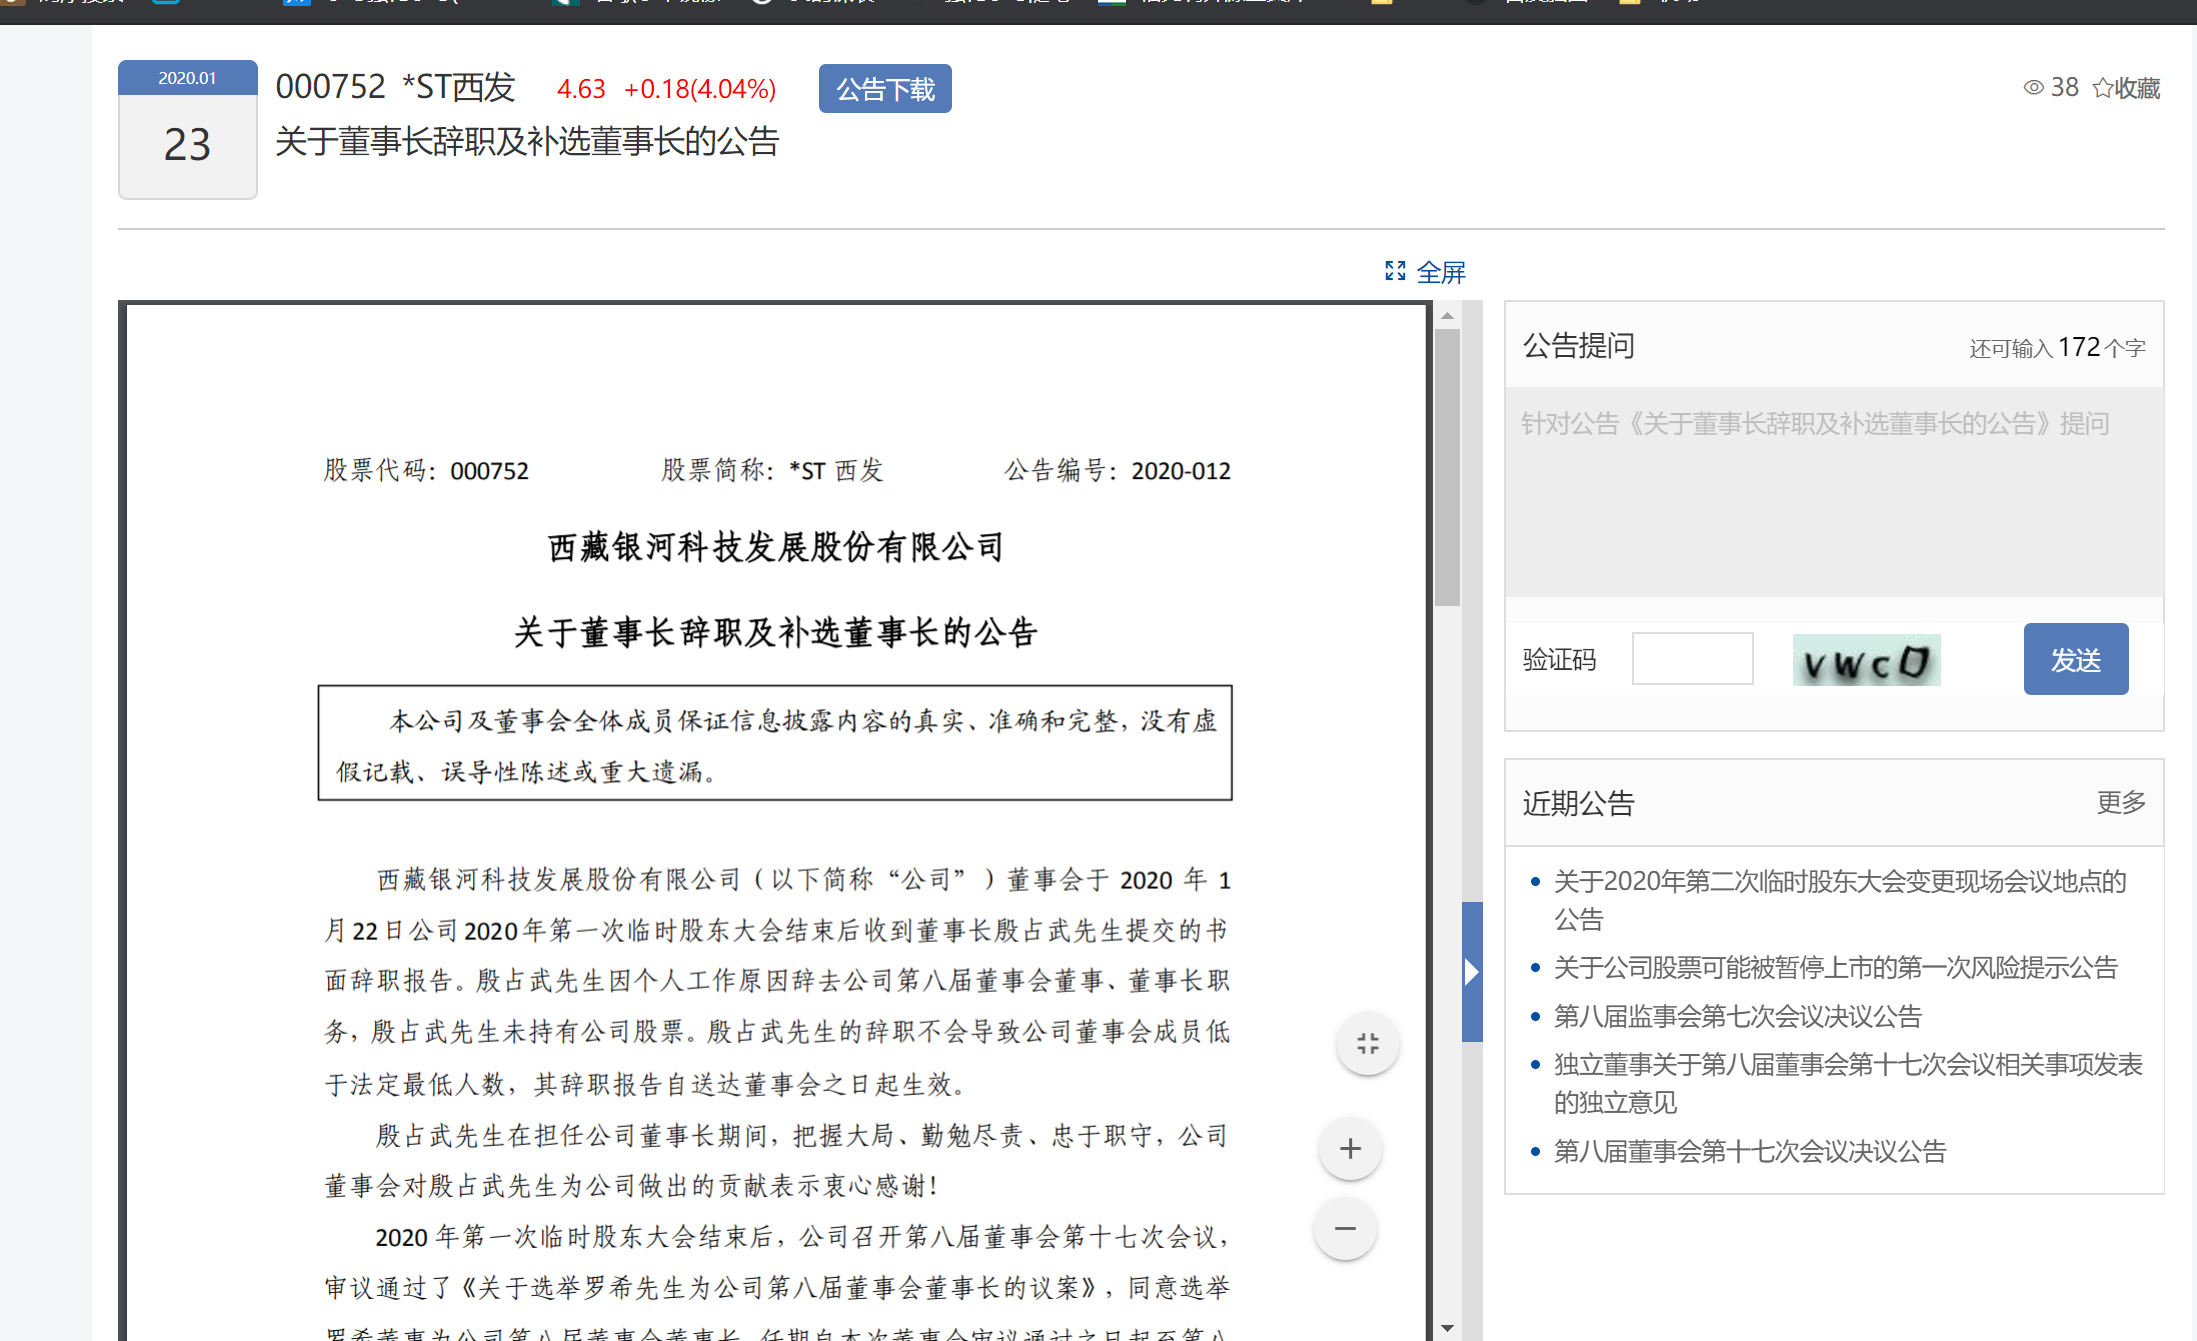 2020.01
23
000752 *ST西发 4.63 +0.18(4.04%) 公告下载
关于董事长辞职及补选董事长的公告
38 收藏
全屏
股票代码：000752 股票简称：*ST 西发 公告编号：2020-012
西藏银河科技发展股份有限公司
关于董事长辞职及补选董事长的公告
本公司及董事会全体成员保证信息披露内容的真实、准确和完整，没有虚
假记载、误导性陈述或重大遗漏。
西藏银河科技发展股份有限公司（以下简称“公司”）董事会于 2020 年 1
月22日公司2020年第一次临时股东大会结束后收到董事长殷占武先生提交的书
面辞职报告。殷占武先生因个人工作原因辞去公司第八届董事会董事、董事长职
务，殷占武先生未持有公司股票。殷占武先生的辞职不会导致公司董事会成员低
于法定最低人数，其辞职报告自送达董事会之日起生效。
殷占武先生在担任公司董事长期间，把握大局、勤勉尽责、忠于职守，公司
董事会对殷占武先生为公司做出的贡献表示衷心感谢！
2020 年第一次临时股东大会结束后，公司召开第八届董事会第十七次会议，
审议通过了《关于选举罗希先生为公司第八届董事会董事长的议案》，同意选举
公告提问 还可输入 172 个字
针对公告《关于董事长辞职及补选董事长的公告》提问
验证码 vwcD 发送
近期公告 更多
关于2020年第二次临时股东大会变更现场会议地点的
公告
关于公司股票可能被暂停上市的第一次风险提示公告
第八届监事会第七次会议决议公告
独立董事关于第八届董事会第十七次会议相关事项发表
的独立意见
第八届董事会第十七次会议决议公告